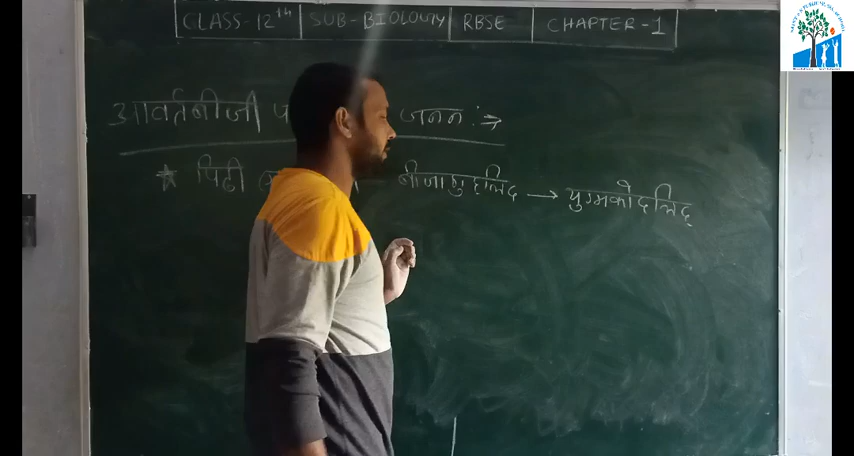 CLASS-12th SUB-BIOLOGY RBSE CHAPTER-1
आवर्तबीजी जनन :→
* पिढी बीजाणुद्भिद → युग्मकोद्भिद्